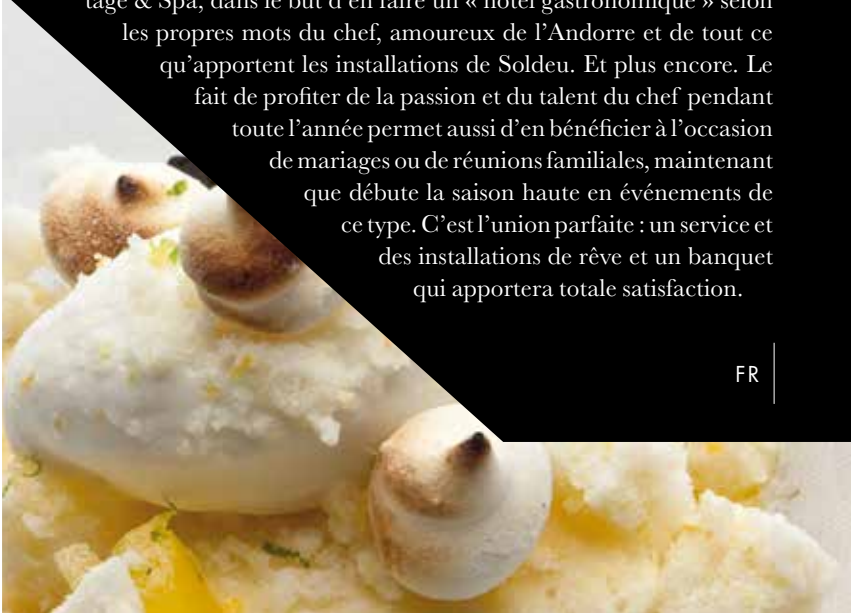 tage & Spa, dans le but d'en faire un « hôtel gastronomique » selon
les propres mots du chef, amoureux de l'Andorre et de tout ce
qu'apportent les installations de Soldeu. Et plus encore. Le
fait de profiter de la passion et du talent du chef pendant
toute l'année permet aussi d'en bénéficier à l'occasion
de mariages ou de réunions familiales, maintenant
que débute la saison haute en événements de
ce type. C'est l'union parfaite : un service et
des installations de rêve et un banquet
qui apportera totale satisfaction.
FR